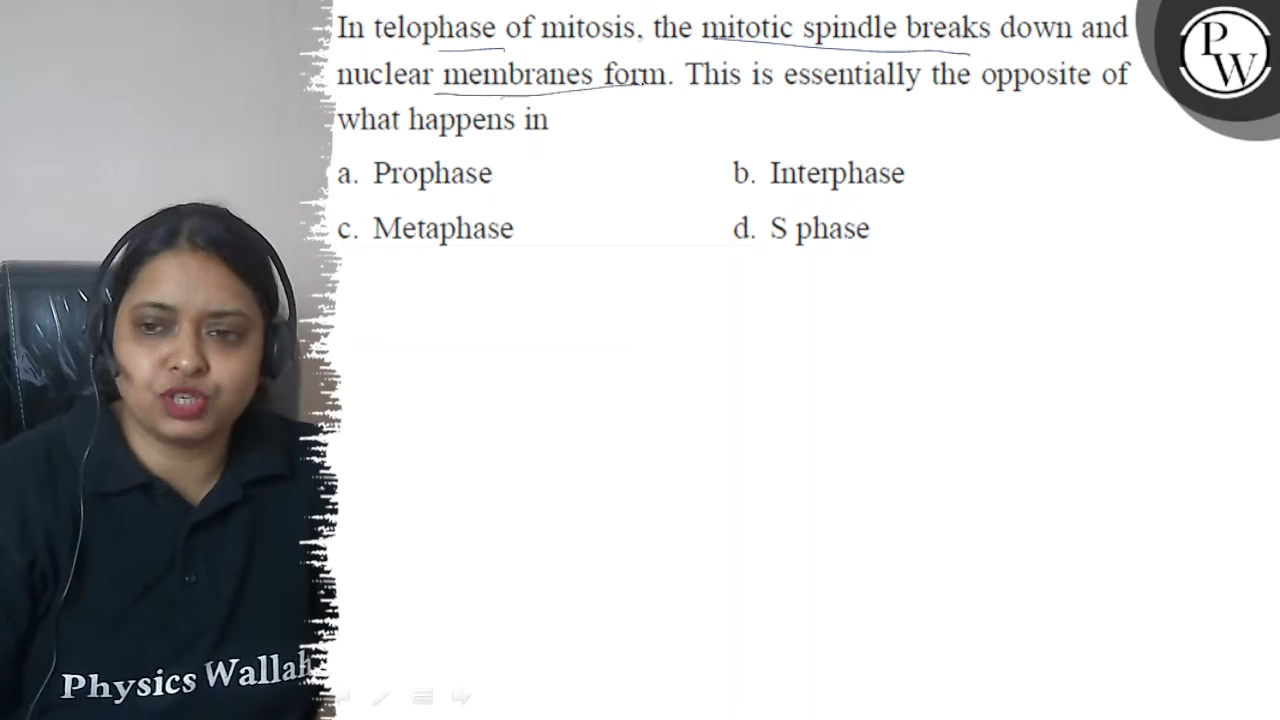 In telophase of mitosis, the mitotic spindle breaks down and
nuclear membranes form. This is essentially the opposite of
what happens in
a. Prophase
b. Interphase
c. Metaphase
d. S phase
P
W
Physics Wallah